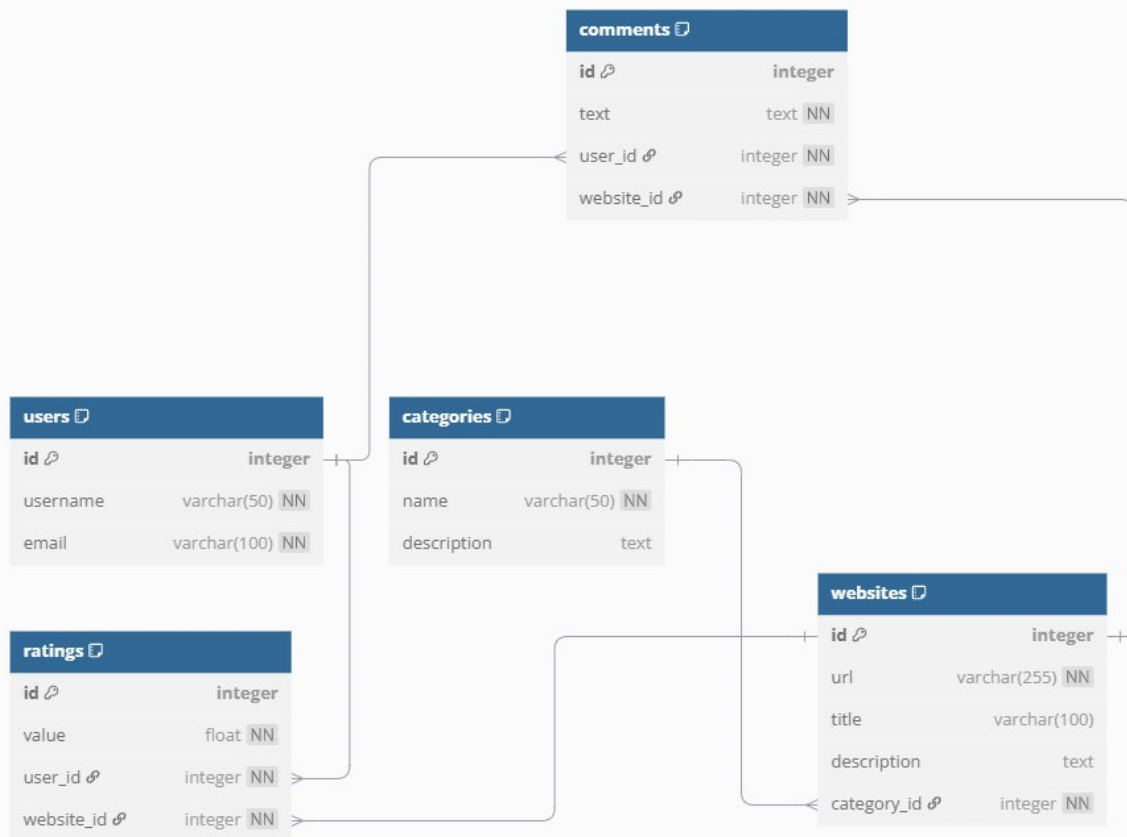 comments
id integer
text text NN
user_id integer NN
website_id integer NN
users
id integer
username varchar(50) NN
email varchar(100) NN
categories
id integer
name varchar(50) NN
description text
ratings
id integer
value float NN
user_id integer NN
website_id integer NN
websites
id integer
url varchar(255) NN
title varchar(100)
description text
category_id integer NN